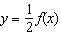 y = 1/2 f(x)